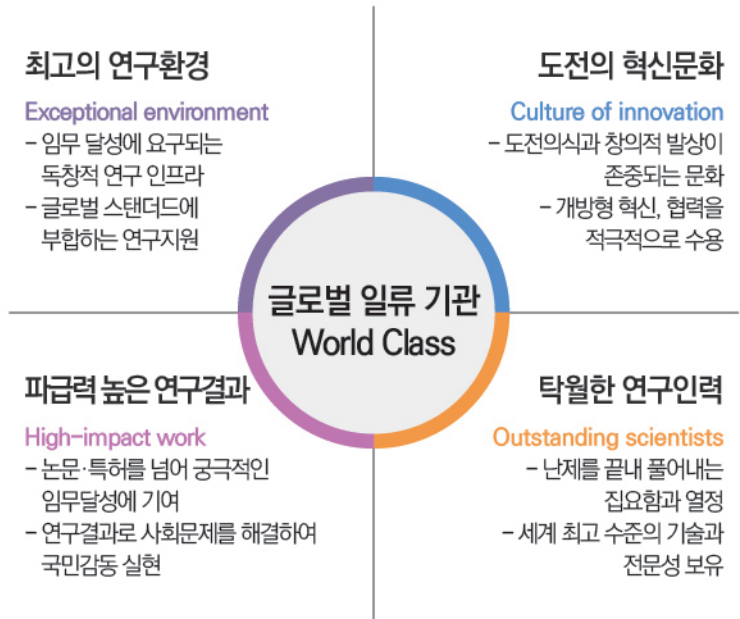 최고의 연구환경
Exceptional environment
- 임무 달성에 요구되는
독창적 연구 인프라
- 글로벌 스탠더드에
부합하는 연구지원
도전의 혁신문화
Culture of innovation
- 도전의식과 창의적 발상이
존중되는 문화
- 개방형 혁신, 협력을
적극적으로 수용
글로벌 일류 기관
World Class
파급력 높은 연구결과
High-impact work
- 논문·특허를 넘어 궁극적인
임무달성에 기여
- 연구결과로 사회문제를 해결하여
국민감동 실현
탁월한 연구인력
Outstanding scientists
- 난제를 끝내 풀어내는
집요함과 열정
- 세계 최고 수준의 기술과
전문성 보유